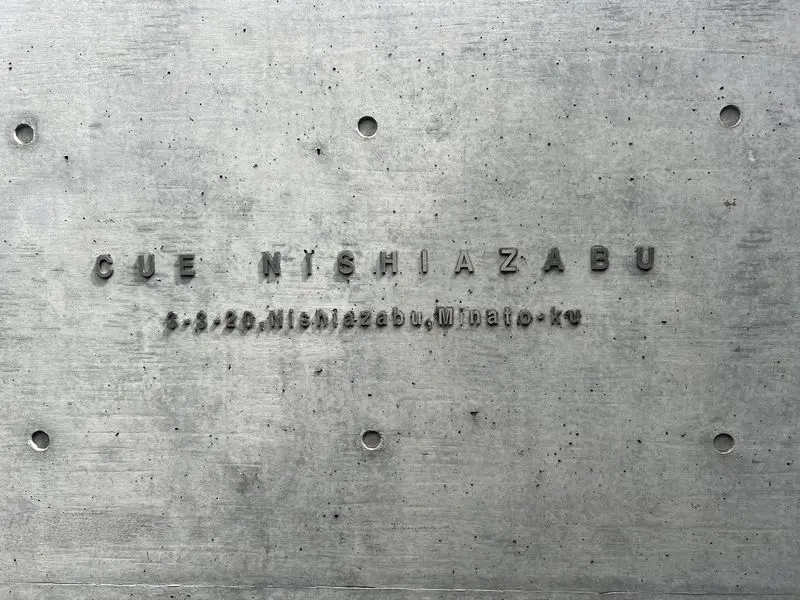 CUE NISHIAZABU
3-3-20,Nishiazabu,Minato-ku